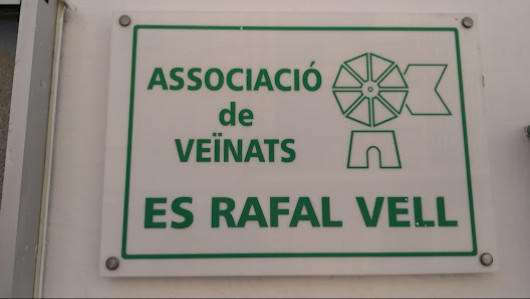 ASSOCIACIÓ
de
VEÏNATS
ES RAFAL VELL